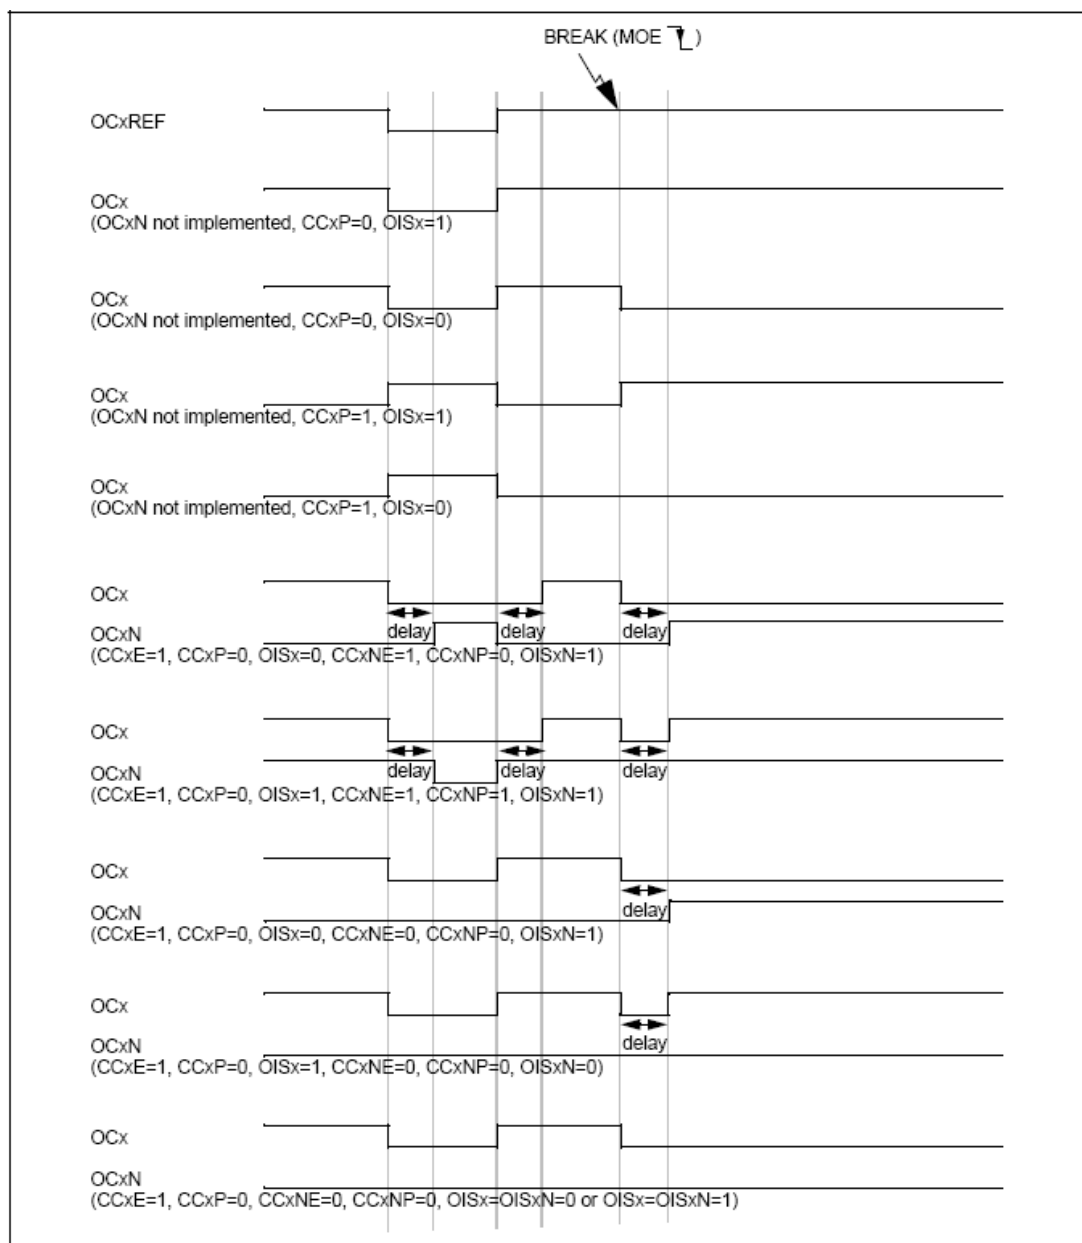 BREAK (MOE )
OCxREF
OCx
(OCxN not implemented, CCxP=0, OISx=1)
OCx
(OCxN not implemented, CCxP=0, OISx=0)
OCx
(OCxN not implemented, CCxP=1, OISx=1)
OCx
(OCxN not implemented, CCxP=1, OISx=0)
OCx
delay delay delay
OCxN
(CCxE=1, CCxP=0, OISx=0, CCxNE=1, CCxNP=0, OISxN=1)
OCx
delay delay delay
OCxN
(CCxE=1, CCxP=0, OISx=1, CCxNE=1, CCxNP=1, OISxN=1)
OCx
delay
OCxN
(CCxE=1, CCxP=0, OISx=0, CCxNE=0, CCxNP=0, OISxN=1)
OCx
delay
OCxN
(CCxE=1, CCxP=0, OISx=1, CCxNE=0, CCxNP=0, OISxN=0)
OCx
OCxN
(CCxE=1, CCxP=0, CCxNE=0, CCxNP=0, OISx=OISxN=0 or OISx=OISxN=1)